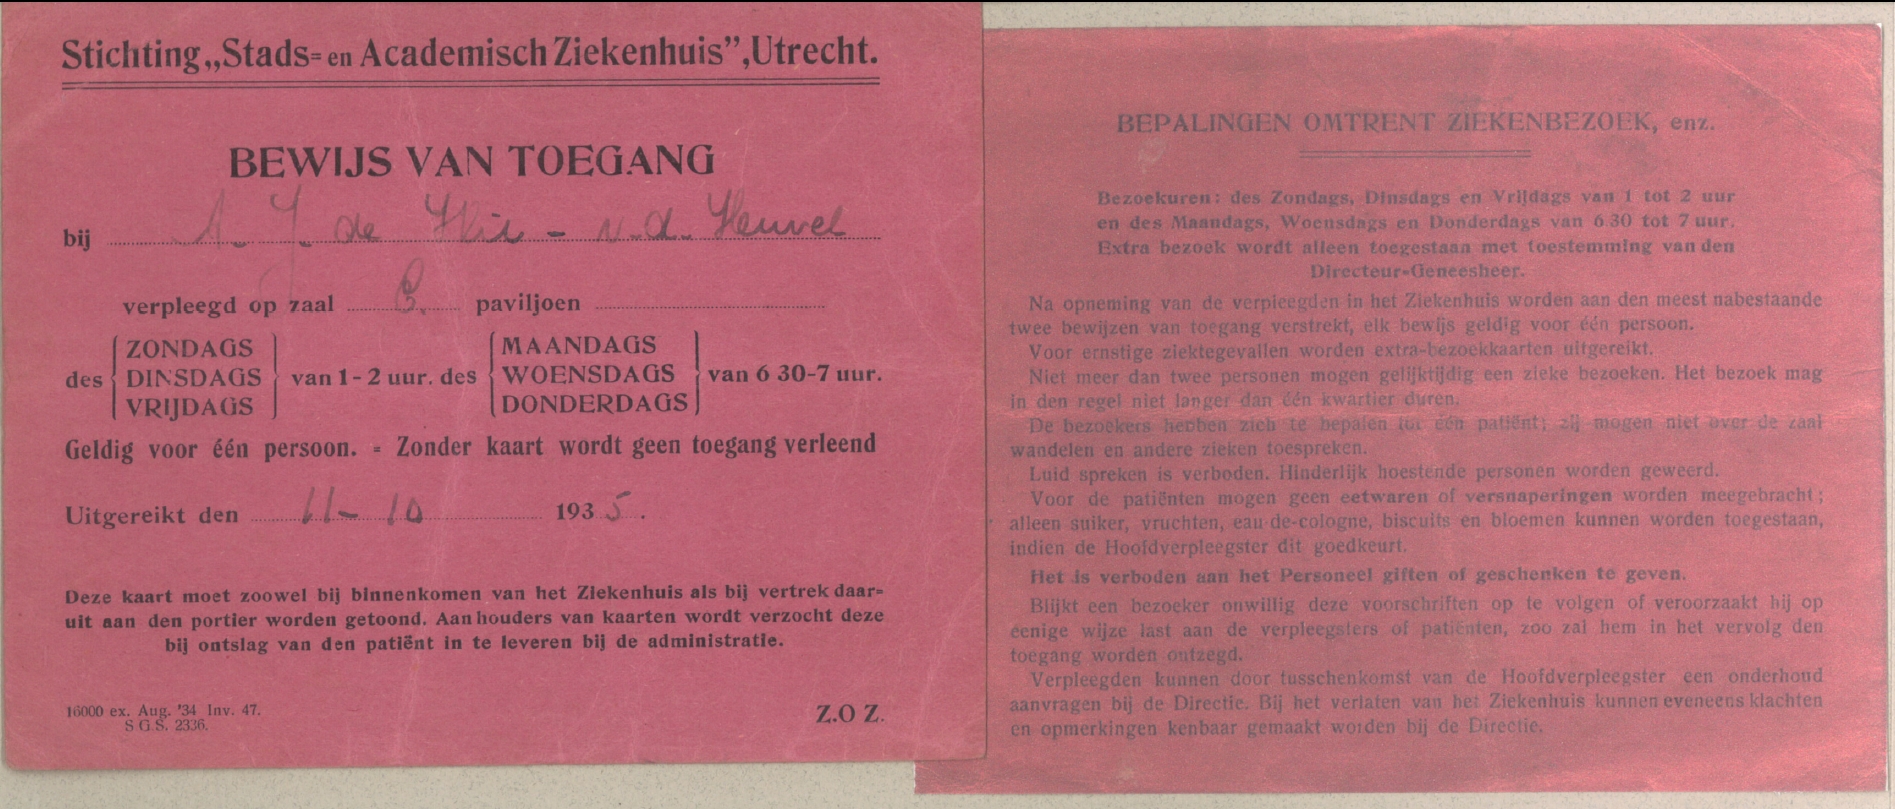 Stichting „Stads= en Academisch Ziekenhuis”, Utrecht.
BEWIJS VAN TOEGANG
bij A. J. de - v.d. Heuvel
verpleegd op zaal C. paviljoen
des ZONDAGS DINSDAGS VRIJDAGS van 1-2 uur. des MAANDAGS WOENSDAGS DONDERDAGS van 6 30-7 uur.
Geldig voor één persoon. = Zonder kaart wordt geen toegang verleend
Uitgereikt den 11-10 1935.
Deze kaart moet zoowel bij binnenkomen van het Ziekenhuis als bij vertrek daar=
uit aan den portier worden getoond. Aan houders van kaarten wordt verzocht deze
bij ontslag van den patiënt in te leveren bij de administratie.
16000 ex. Aug. '34 Inv. 47.
S.G.S. 2336.
Z.O Z.
BEPALINGEN OMTRENT ZIEKENBEZOEK, enz.
Bezoekuren: des Zondags, Dinsdags en Vrijdags van 1 tot 2 uur
en des Maandags, Woensdags en Donderdags van 6.30 tot 7 uur.
Extra bezoek wordt alleen toegestaan met toestemming van den
Directeur-Geneesheer.
Na opneming van de verpleegden in het Ziekenhuis worden aan den meest nabestaande
twee bewijzen van toegang verstrekt, elk bewijs geldig voor één persoon.
Voor ernstige ziektegevallen worden extra-bezoekkaarten uitgereikt.
Niet meer dan twee personen mogen gelijktijdig een zieke bezoeken. Het bezoek mag
in den regel niet langer dan één kwartier duren.
De bezoekers hebben zich te bepalen tot één patiënt; zij mogen niet over de zaal
wandelen en andere zieken toespreken.
Luid spreken is verboden. Hinderlijk hoestende personen worden geweerd.
Voor de patiënten mogen geen eetwaren of versnaperingen worden meegebracht;
alleen suiker, vruchten, eau-de-cologne, biscuits en bloemen kunnen worden toegestaan,
indien de Hoofdverpleegster dit goedkeurt.
Het is verboden aan het Personeel giften of geschenken te geven.
Blijkt een bezoeker onwillig deze voorschriften op te volgen of veroorzaakt hij op
eenige wijze last aan de verpleegsters of patiënten, zoo zal hem in het vervolg den
toegang worden ontzegd.
Verpleegden kunnen door tusschenkomst van de Hoofdverpleegster een onderhoud
aanvragen bij de Directie. Bij het verlaten van het Ziekenhuis kunnen eveneens klachten
en opmerkingen kenbaar gemaakt worden bij de Directie.